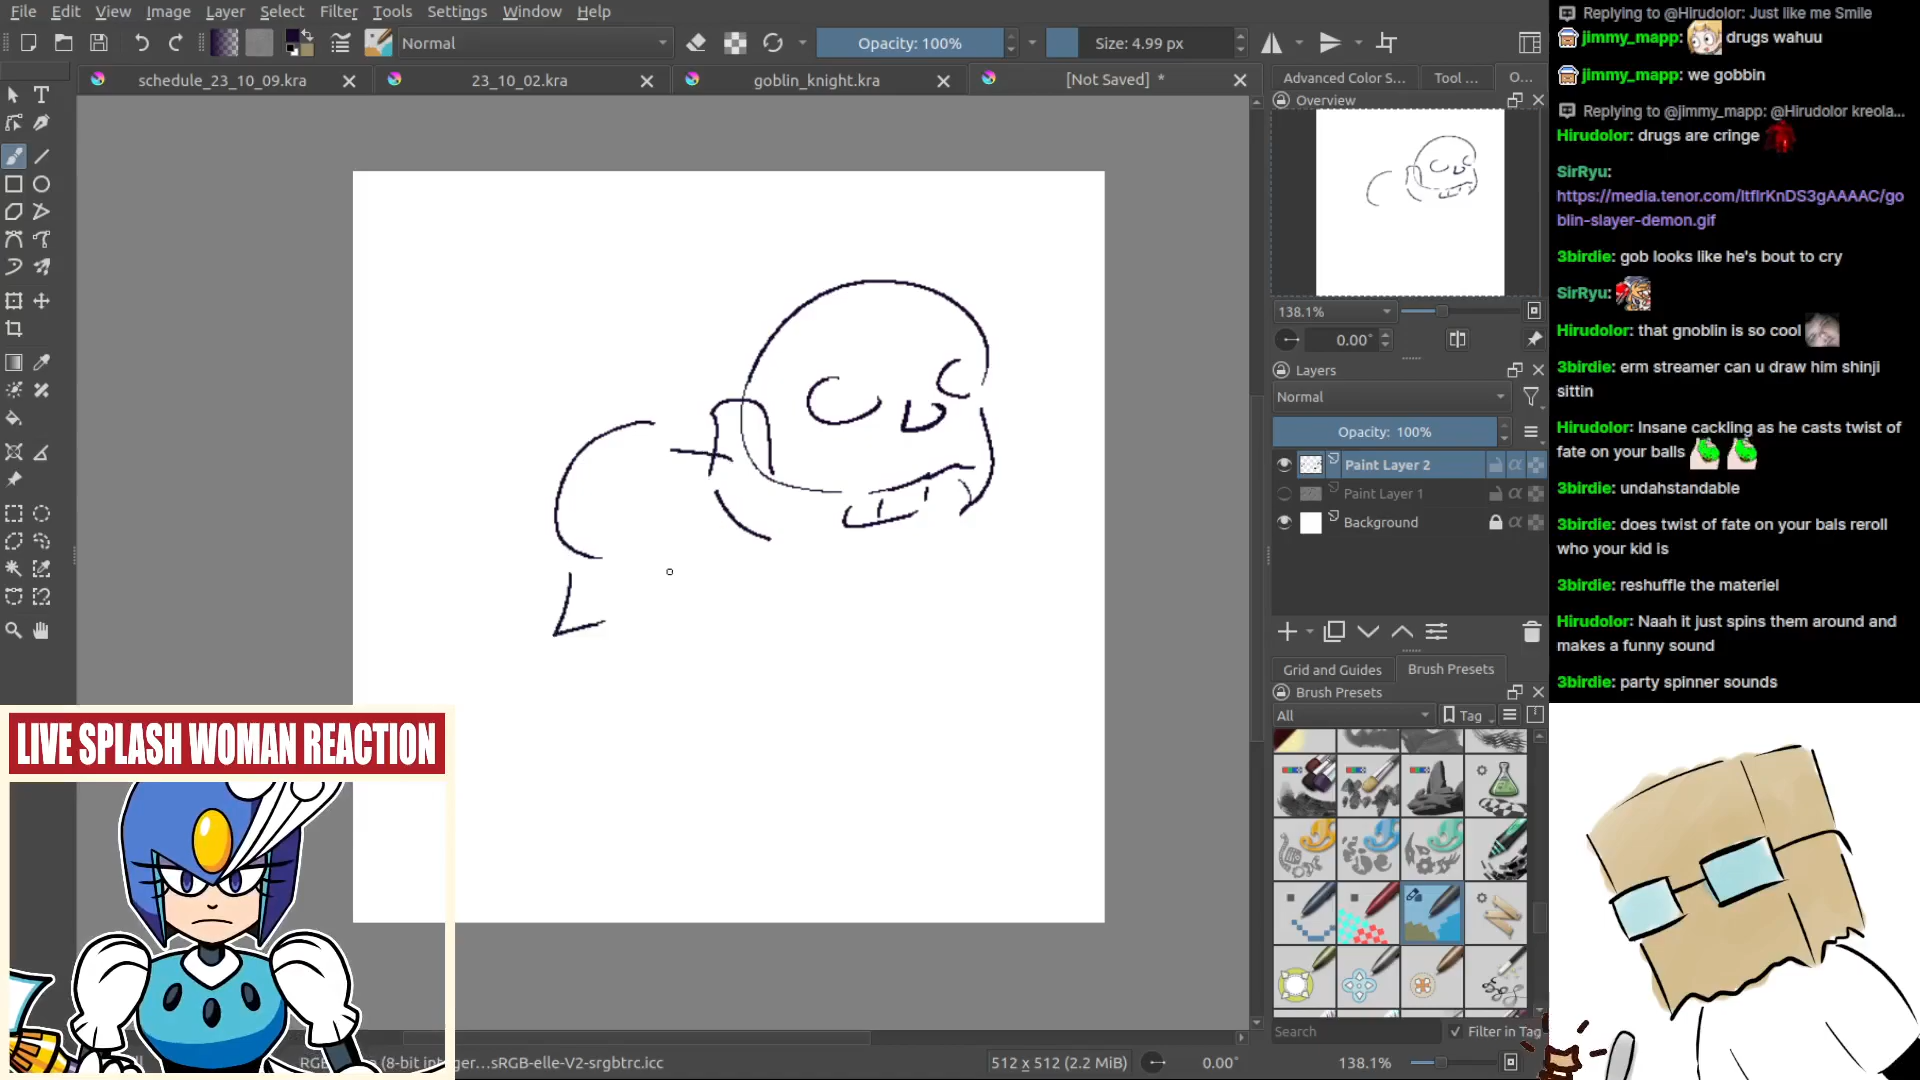 File Edit View Image Layer Select Filter Tools Settings Window Help
Normal
Opacity: 100%
Size: 4.99 px
schedule_23_10_09.kra
23_10_02.kra
goblin_knight.kra
[Not Saved] *
Advanced Color S...
Tool ...
O...
Overview
138.1%
0.00°
Layers
Normal
Opacity: 100%
Paint Layer 2
Paint Layer 1
Background
Grid and Guides
Brush Presets
Brush Presets
All
Tag
Search
Filter in Tag
(8-bit integer...sRGB-elle-V2-srgbtrc.icc
512 x 512 (2.2 MiB)
0.00°
138.1%
LIVE SPLASH WOMAN REACTION
Replying to @Hirudolor: Just like me Smile
jimmy_mapp: drugs wahuu
jimmy_mapp: we gobbin
Replying to @jimmy_mapp: @Hirudolor kreola...
Hirudolor: drugs are cringe
SirRyu:
https://media.tenor.com/ItfIrKnDS3gAAAAC/go
blin-slayer-demon.gif
3birdie: gob looks like he's bout to cry
SirRyu:
Hirudolor: that gnoblin is so cool
3birdie: erm streamer can u draw him shinji
sittin
Hirudolor: Insane cackling as he casts twist of
fate on your balls
3birdie: undahstandable
3birdie: does twist of fate on your bals reroll
who your kid is
3birdie: reshuffle the materiel
Hirudolor: Naah it just spins them around and
makes a funny sound
3birdie: party spinner sounds